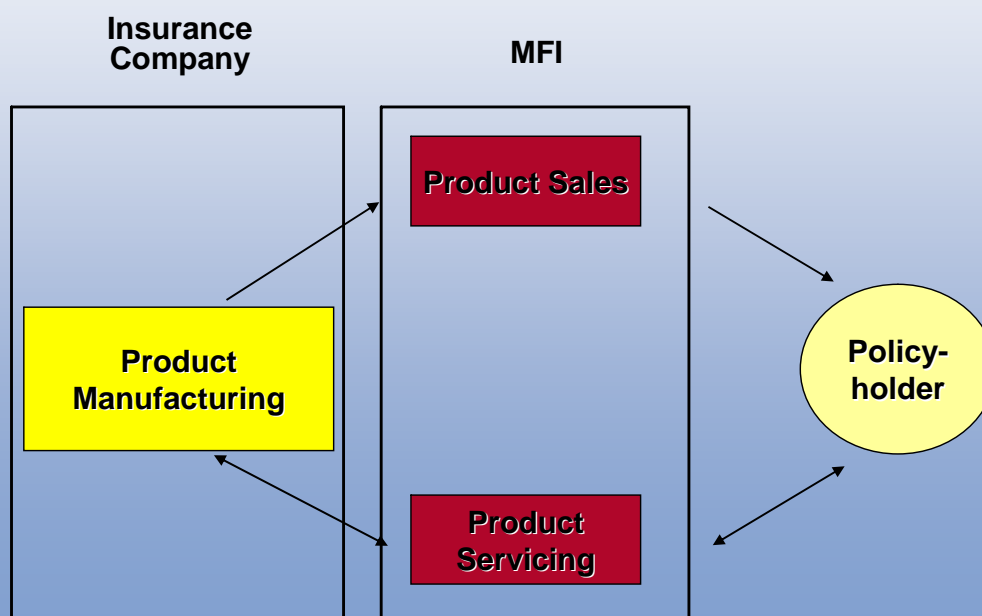 Insurance
Company
MFI
Product Sales
Product
Manufacturing
Policy-
holder
Product
Servicing